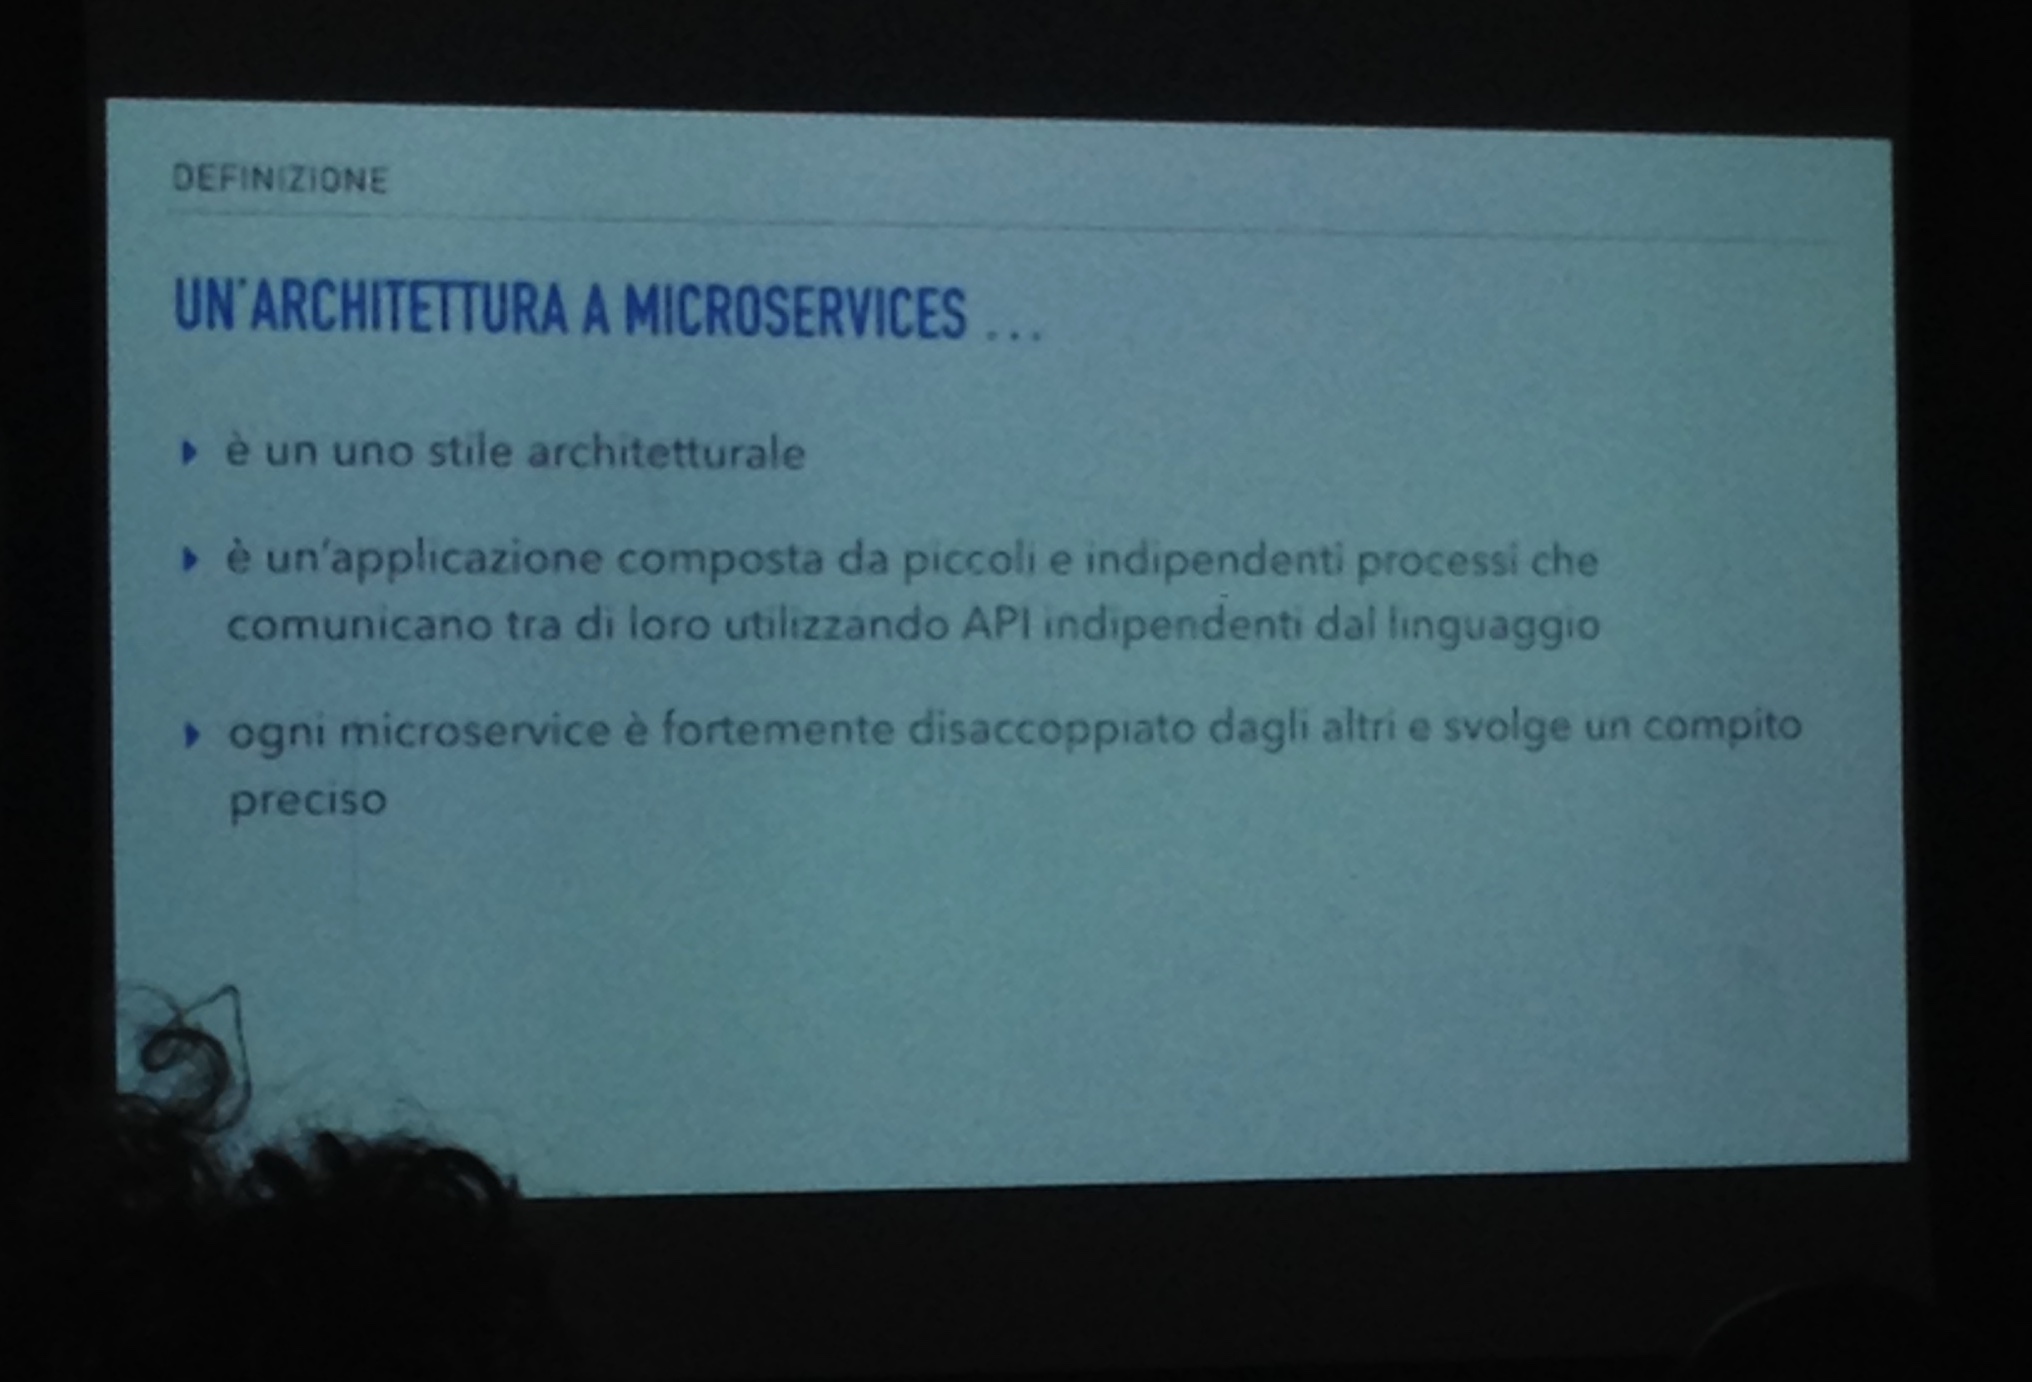 DEFINIZIONE
UN'ARCHITETTURA A MICROSERVICES ...
è un uno stile architetturale
è un'applicazione composta da piccoli e indipendenti processi che
comunicano tra di loro utilizzando API indipendenti dal linguaggio
ogni microservice è fortemente disaccoppiato dagli altri e svolge un compito
preciso